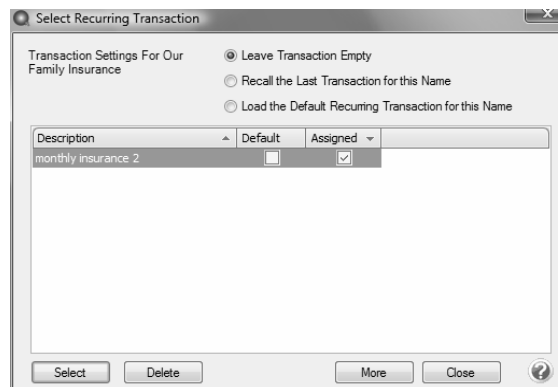 Select Recurring Transaction
Transaction Settings For Our
Family Insurance
Leave Transaction Empty
Recall the Last Transaction for this Name
Load the Default Recurring Transaction for this Name
Description Default Assigned
monthly insurance 2
Select Delete More Close ?